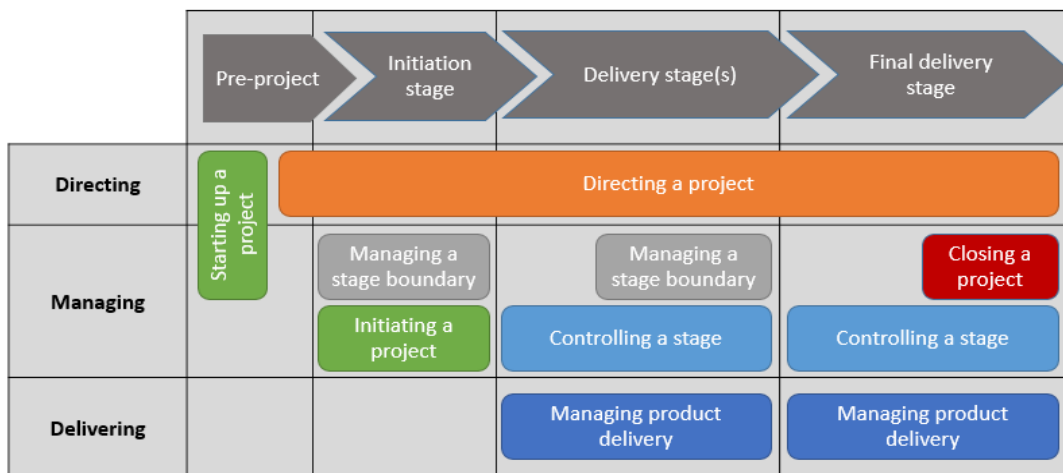 Pre-project
Initiation
stage
Delivery stage(s)
Final delivery
stage
Directing
Starting up a
project
Directing a project
Managing
Managing a
stage boundary
Managing a
stage boundary
Closing a
project
Initiating a
project
Controlling a stage
Controlling a stage
Delivering
Managing product
delivery
Managing product
delivery